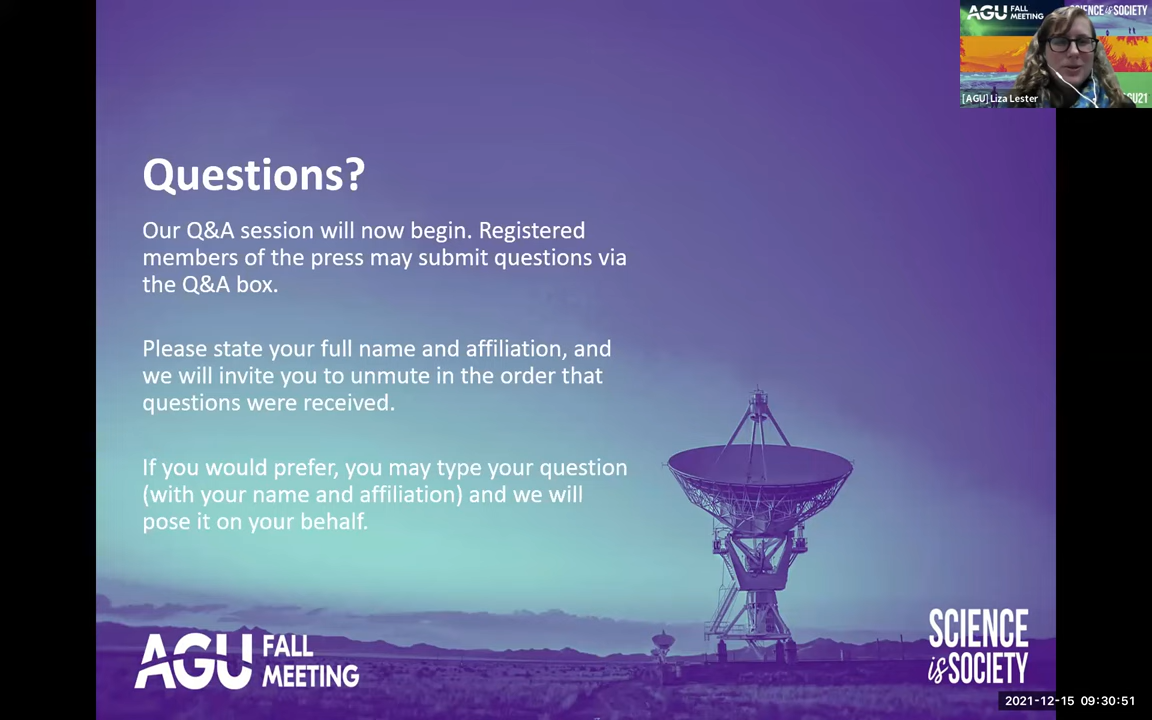 AGU FALL MEETING
SCIENCE is SOCIETY
[AGU] Liza Lester
GU21
Questions?
Our Q&A session will now begin. Registered
members of the press may submit questions via
the Q&A box.
Please state your full name and affiliation, and
we will invite you to unmute in the order that
questions were received.
If you would prefer, you may type your question
(with your name and affiliation) and we will
pose it on your behalf.
AGU FALL
MEETING
SCIENCE
is SOCIETY
2021-12-15 09:30:51